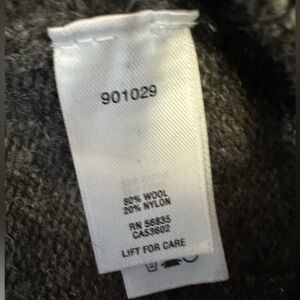 901029
80% WOOL
20% NYLON
RN 56835
CA53602
LIFT FOR CARE